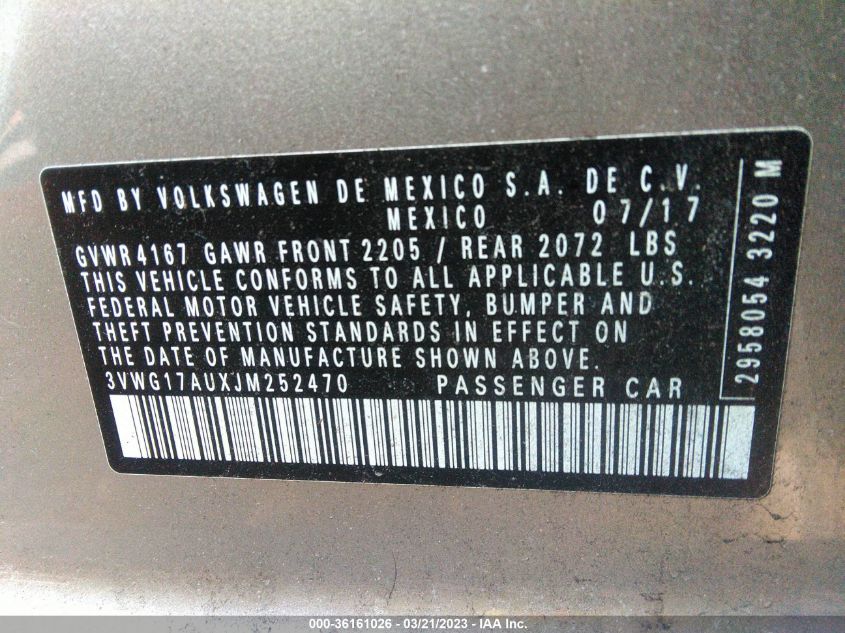 MFD BY VOLKSWAGEN DE MEXICO S.A. DE C.V.
MEXICO 07/17
GVWR 4167 GAWR FRONT 2205 / REAR 2072 LBS
THIS VEHICLE CONFORMS TO ALL APPLICABLE U.S.
FEDERAL MOTOR VEHICLE SAFETY, BUMPER AND
THEFT PREVENTION STANDARDS IN EFFECT ON
THE DATE OF MANUFACTURE SHOWN ABOVE.
3VWG17AUXJM252470 PASSENGER CAR
2958054 3220 M
000-36161026 - 03/21/2023 - IAA Inc.